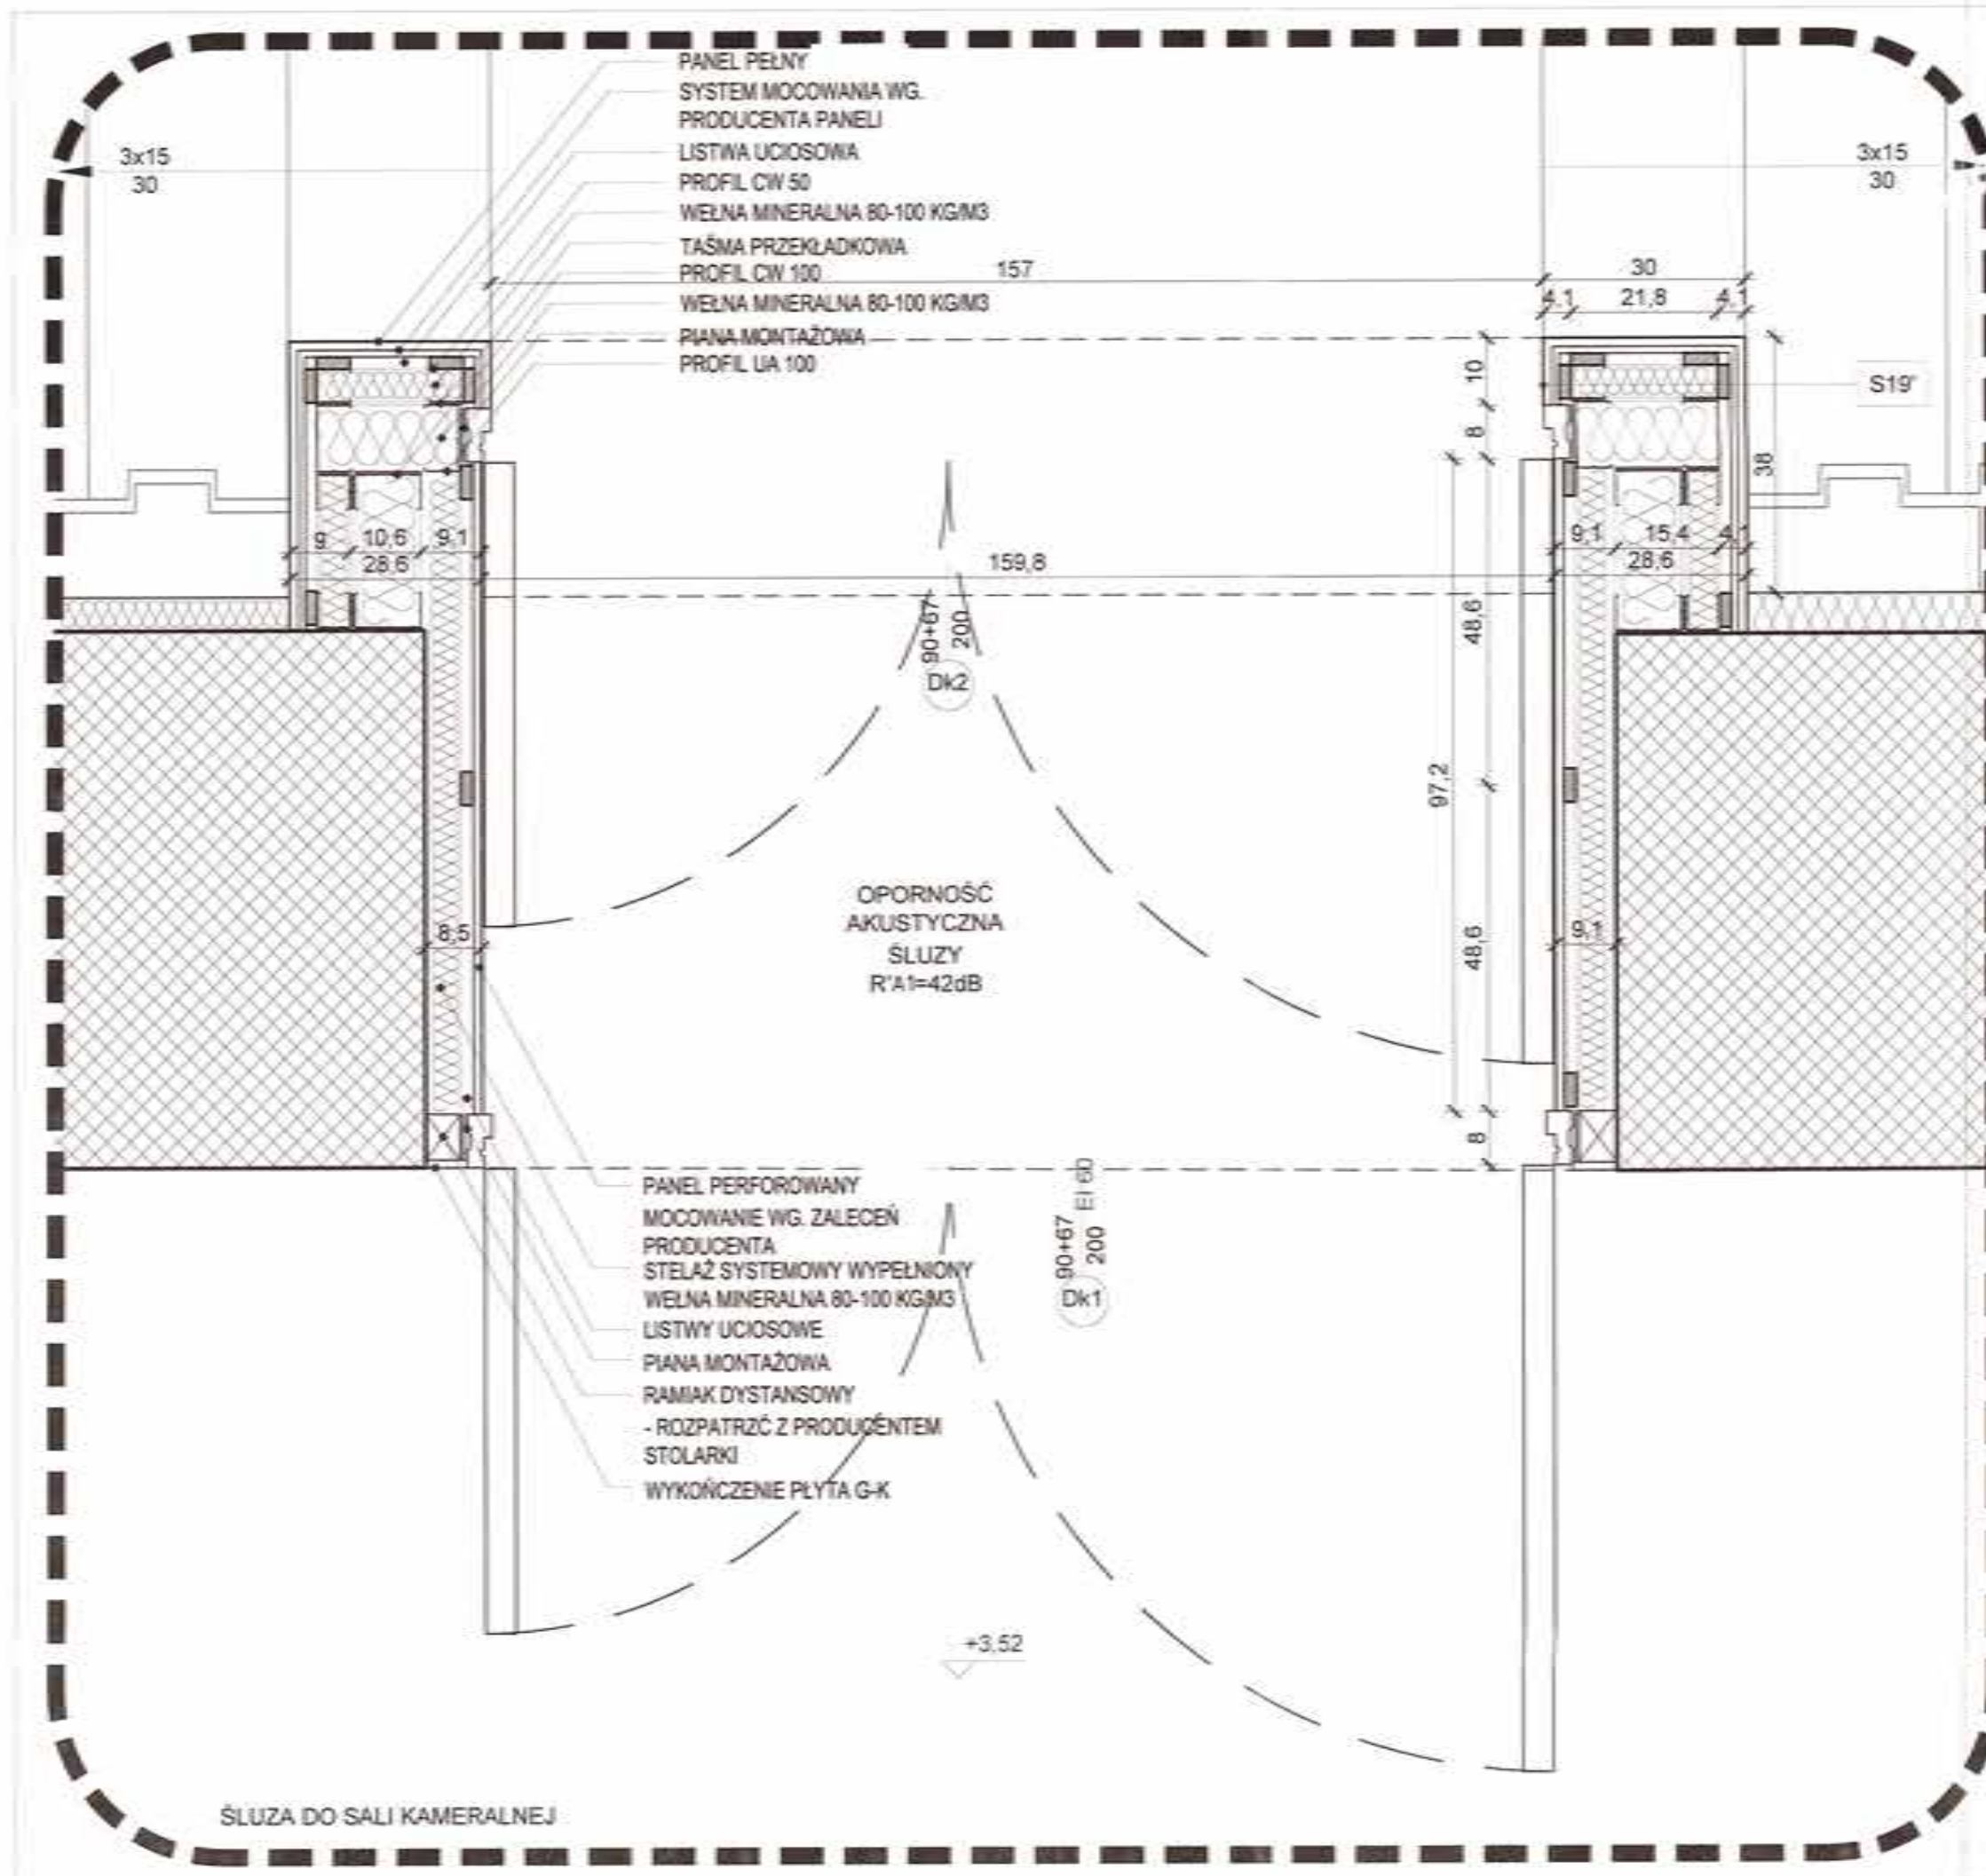 PANEL PEŁNY
SYSTEM MOCOWANIA WG.
PRODUCENTA PANELI
LISTWA UCIOSOWA
PROFIL CW 50
WEŁNA MINERALNA 80-100 KG/M3
TAŚMA PRZEKŁADKOWA
PROFIL CW 100
WEŁNA MINERALNA 80-100 KG/M3
PIANA MONTAŻOWA
PROFIL UA 100
3x15
30
3x15
30
157
30
4,1
21,8
4,1
10
8
S19'
38
9
10,6
9,1
28,6
159,8
9,1
15,4
4,1
28,6
90+67
200
Dk2
48,6
97,2
48,6
8
OPORNOŚĆ
AKUSTYCZNA
ŚLUZY
R'A1=42dB
8,5
9,1
PANEL PERFOROWANY
MOCOWANIE WG. ZALECEŃ
PRODUCENTA
STELAŻ SYSTEMOWY WYPEŁNIONY
WEŁNA MINERALNA 80-100 KG/M3
LISTWY UCIOSOWE
PIANA MONTAŻOWA
RAMIAK DYSTANSOWY
- ROZPATRZĆ Z PRODUCENTEM
STOLARKI
WYKOŃCZENIE PŁYTA G-K
90+67
200 EI 60
Dk1
+3,52
ŚLUZA DO SALI KAMERALNEJ